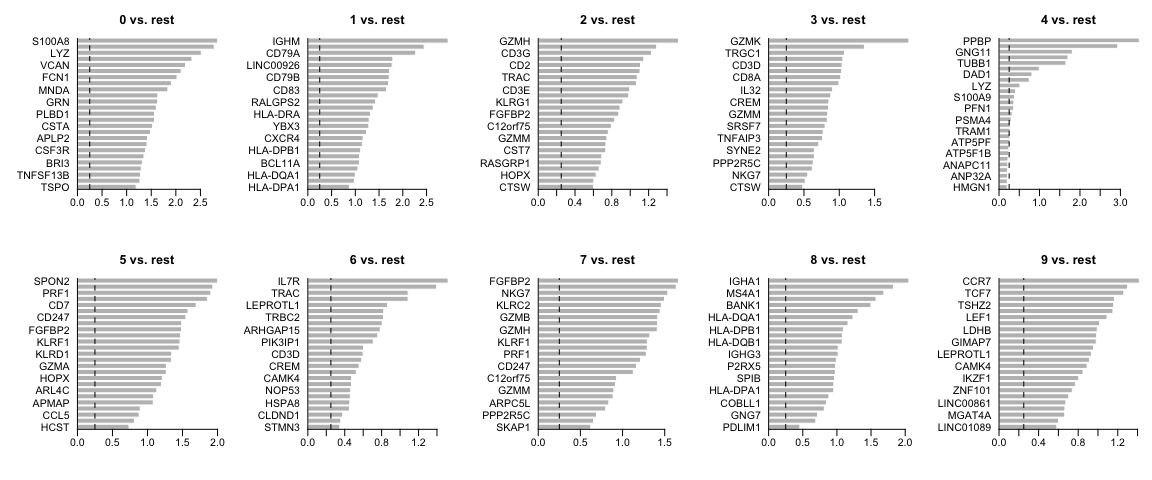 0 vs. rest
S100A8
LYZ
VCAN
FCN1
MNDA
GRN
PLBD1
CSTA
APLP2
CSF3R
BRI3
TNFSF13B
TSPO
0.0 0.5 1.0 1.5 2.0 2.5
1 vs. rest
IGHM
CD79A
LINC00926
CD79B
CD83
RALGPS2
HLA-DRA
YBX3
CXCR4
HLA-DPB1
BCL11A
HLA-DQA1
HLA-DPA1
0.0 0.5 1.0 1.5 2.0 2.5
2 vs. rest
GZMH
CD3G
CD2
TRAC
CD3E
KLRG1
FGFBP2
C12orf75
GZMM
CST7
RASGRP1
HOPX
CTSW
0.0 0.2 0.4 0.6 0.8 1.2
3 vs. rest
GZMK
TRGC1
CD3D
CD8A
IL32
CREM
GZMM
SRSF7
TNFAIP3
SYNE2
PPP2R5C
NKG7
CTSW
0.0 0.5 1.0 1.5
4 vs. rest
PPBP
GNG11
TUBB1
DAD1
LYZ
S100A9
PFN1
PSMA4
TRAM1
ATP5PF
ATP5F1B
ANAPC11
ANP32A
HMGN1
0.0 1.0 2.0 3.0
5 vs. rest
SPON2
PRF1
CD7
CD247
FGFBP2
KLRF1
KLRD1
GZMA
HOPX
ARL4C
APMAP
CCL5
HCST
0.0 0.5 1.0 1.5 2.0
6 vs. rest
IL7R
TRAC
LEPROTL1
TRBC2
ARHGAP15
PIK3IP1
CD3D
CREM
CAMK4
NOP53
HSPA8
CLDND1
STMN3
0.0 0.4 0.8 1.2
7 vs. rest
FGFBP2
NKG7
KLRC2
GZMB
GZMH
KLRF1
PRF1
CD247
C12orf75
GZMM
ARPC5L
PPP2R5C
SKAP1
0.0 0.5 1.0 1.5
8 vs. rest
IGHA1
MS4A1
BANK1
HLA-DQA1
HLA-DPB1
HLA-DQB1
IGHG3
P2RX5
SPIB
HLA-DPA1
COBLL1
GNG7
PDLIM1
0.0 0.5 1.0 1.5 2.0
9 vs. rest
CCR7
TCF7
TSHZ2
LEF1
LDHB
GIMAP7
LEPROTL1
CAMK4
IKZF1
ZNF101
LINC00861
MGAT4A
LINC01089
0.0 0.2 0.4 0.6 0.8 1.2